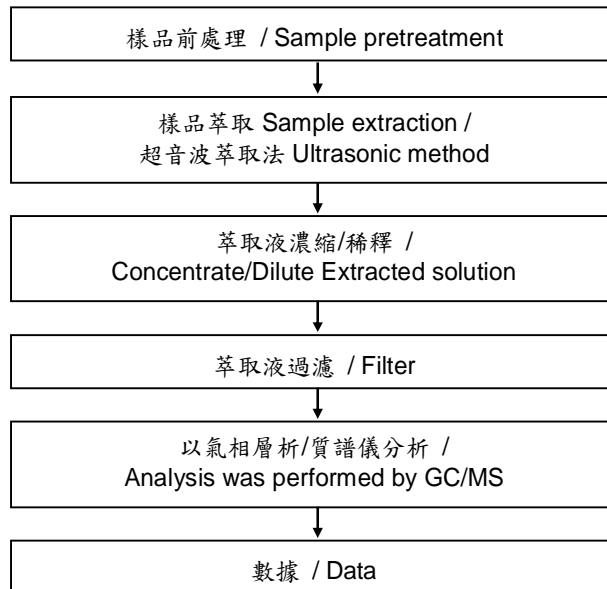 樣品前處理 / Sample pretreatment
樣品萃取 Sample extraction /
超音波萃取法 Ultrasonic method
萃取液濃縮/稀釋 /
Concentrate/Dilute Extracted solution
萃取液過濾 / Filter
以氣相層析/質譜儀分析 /
Analysis was performed by GC/MS
數據 / Data